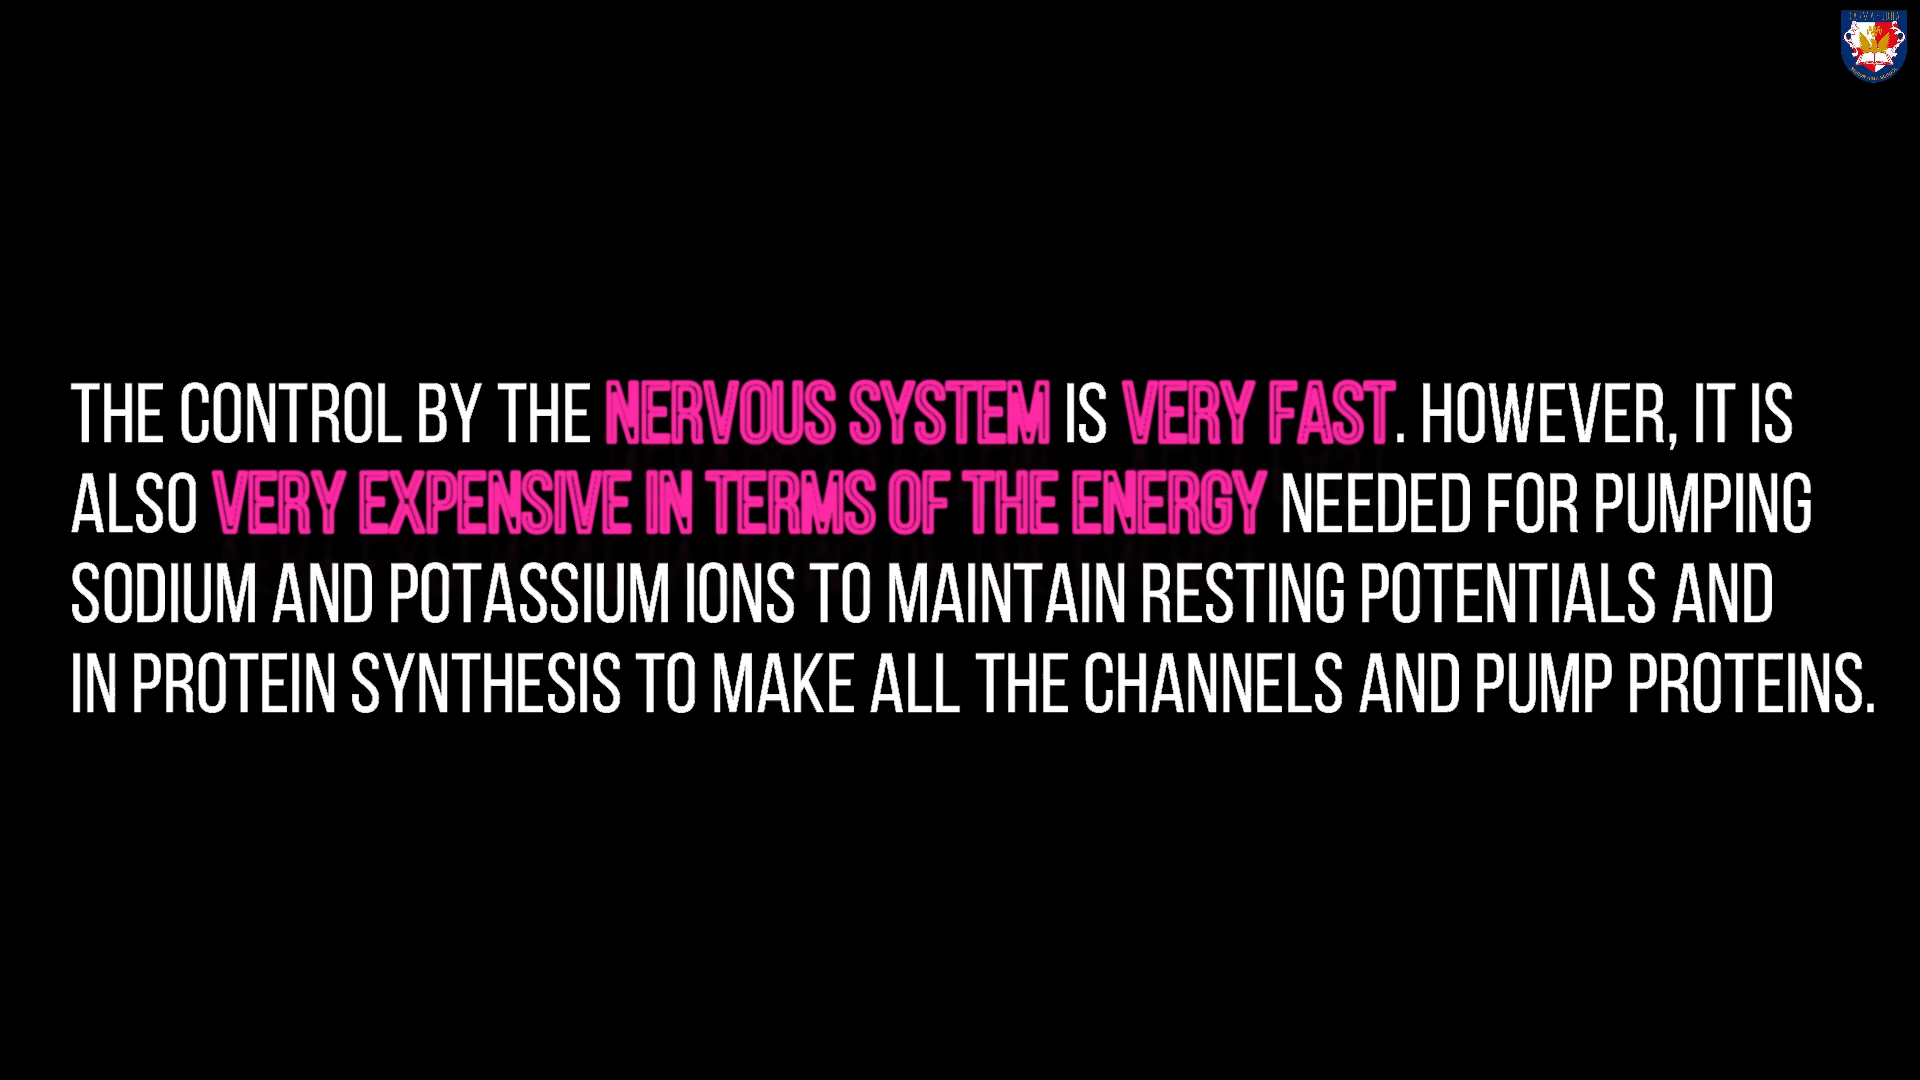 THE CONTROL BY THE NERVOUS SYSTEM IS VERY FAST. HOWEVER, IT IS
ALSO VERY EXPENSIVE IN TERMS OF THE ENERGY NEEDED FOR PUMPING
SODIUM AND POTASSIUM IONS TO MAINTAIN RESTING POTENTIALS AND
IN PROTEIN SYNTHESIS TO MAKE ALL THE CHANNELS AND PUMP PROTEINS.